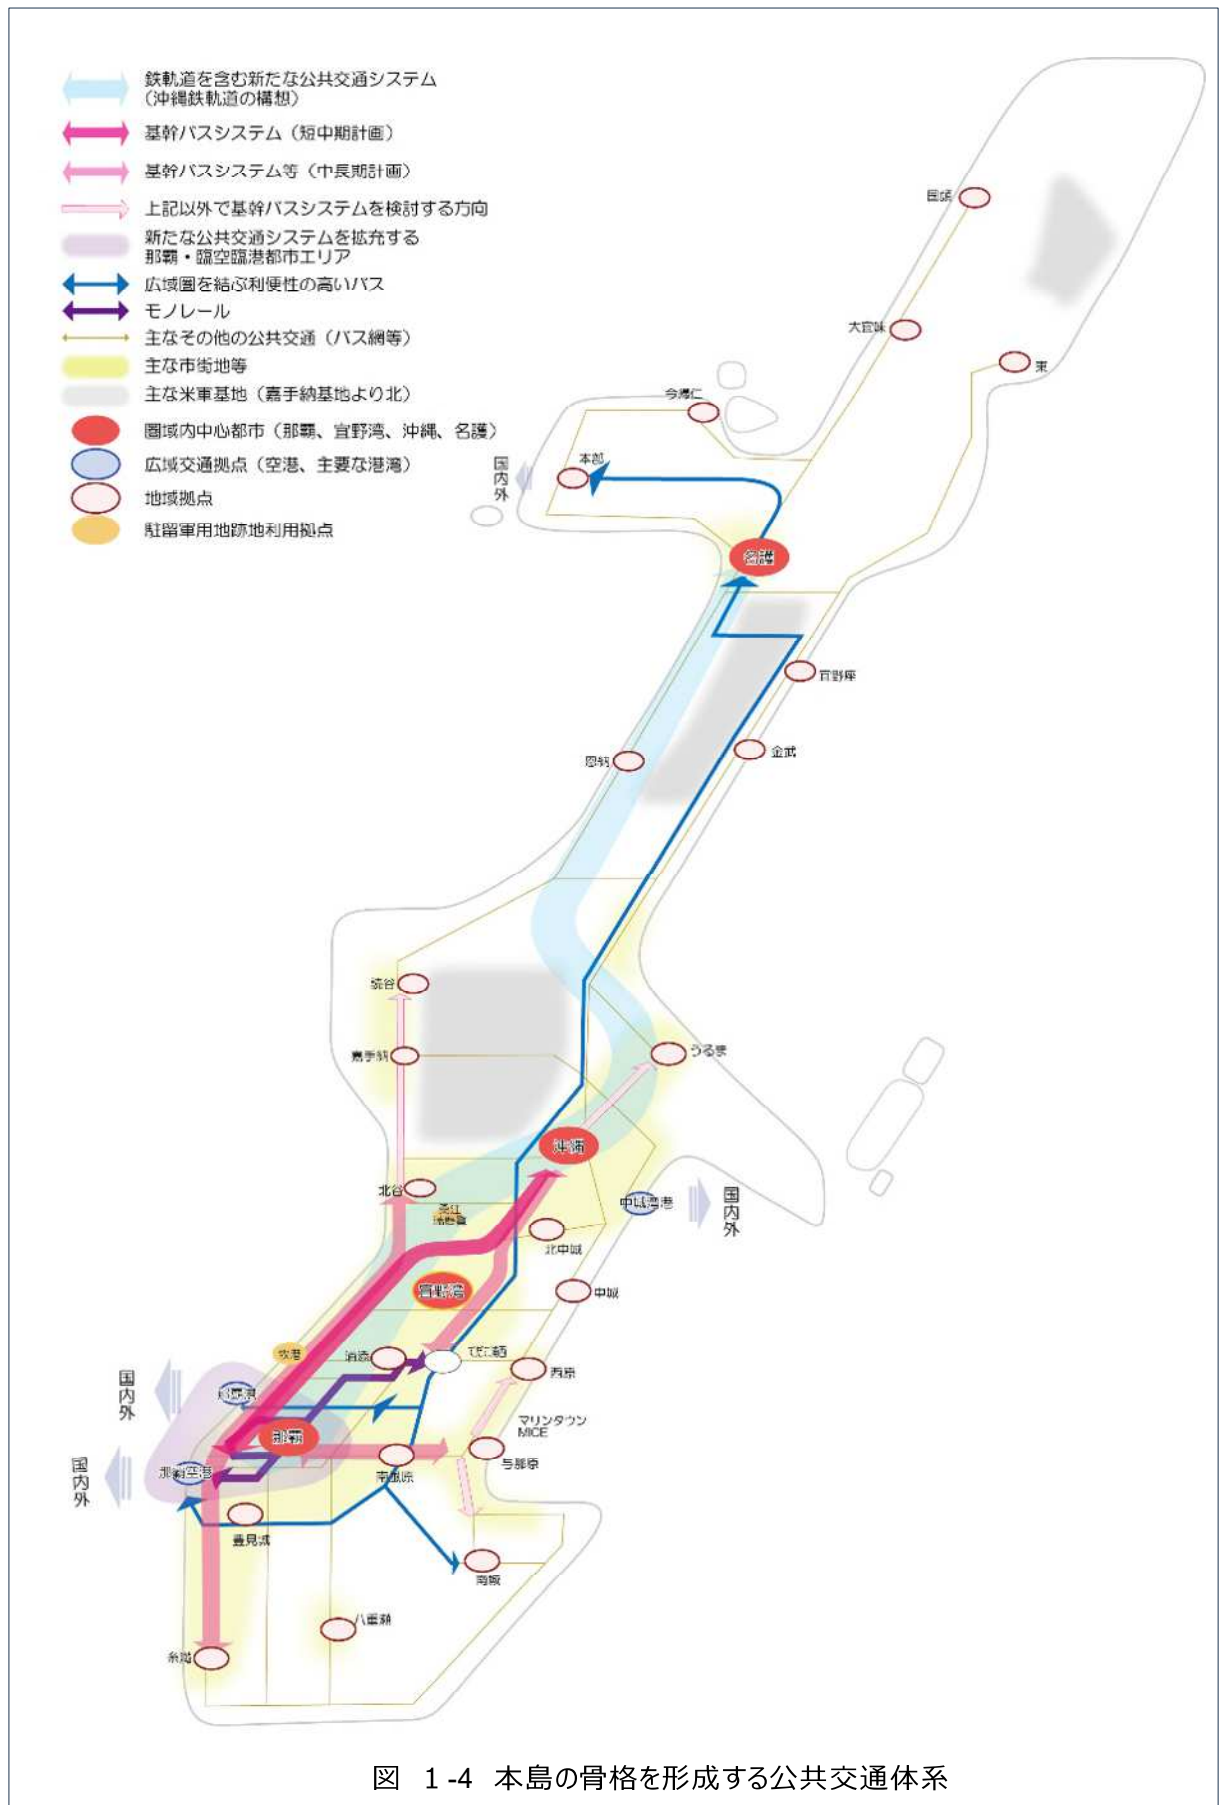 鉄軌道を含む新たな公共交通システム
(沖縄鉄軌道の構想)
基幹バスシステム（短中期計画）
基幹バスシステム等（中長期計画）
上記以外で基幹バスシステムを検討する方向
新たな公共交通システムを拡充する
那覇・臨空臨港都市エリア
広域圏を結ぶ利便性の高いバス
モノレール
主なその他の公共交通（バス網等）
主な市街地等
主な米軍基地（嘉手納基地より北）
圏域内中心都市（那覇、宜野湾、沖縄、名護）
広域交通拠点（空港、主要な港湾）
地域拠点
駐留軍用地跡地利用拠点
国頭
大宜味
東
今帰仁
本部
国内外
名護
宜野座
金武
恩納
読谷
嘉手納
うるま
沖縄
北谷
中城湾港
国内外
北中城
宜野湾
中城
牧港
浦添
てだこ浦西
西原
国内外
那覇港
マリンタウン
MICE
那覇
与那原
国内外
那覇空港
南風原
豊見城
南城
八重瀬
糸満
図 1-4 本島の骨格を形成する公共交通体系